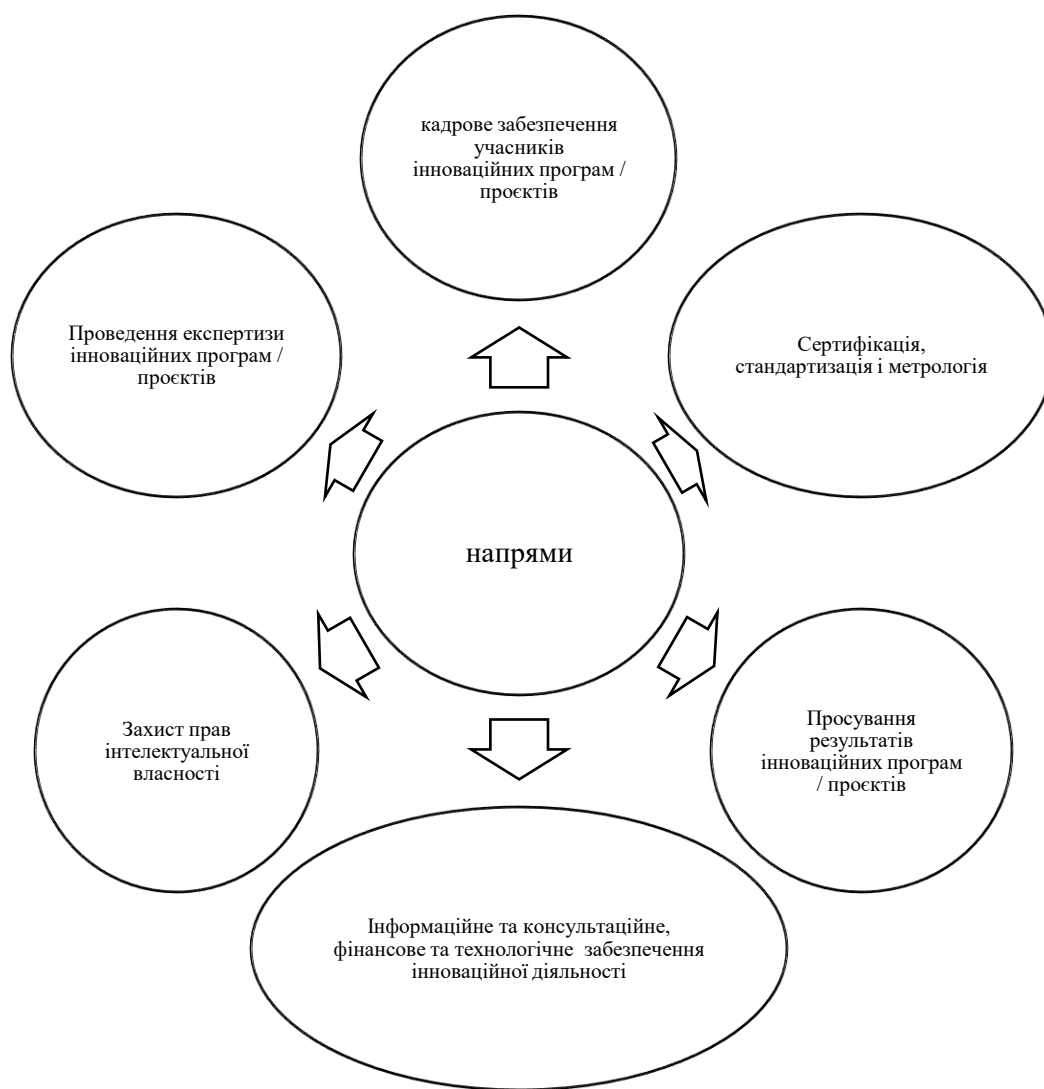 кадрове забезпечення
учасників
інноваційних програм /
проєктів
Проведення експертизи
інноваційних програм /
проєктів
Сертифікація,
стандартизація і метрологія
напрями
Захист прав
інтелектуальної
власності
Просування
результатів
інноваційних програм
/ проєктів
Інформаційне та консультаційне,
фінансове та технологічне забезпечення
інноваційної діяльності